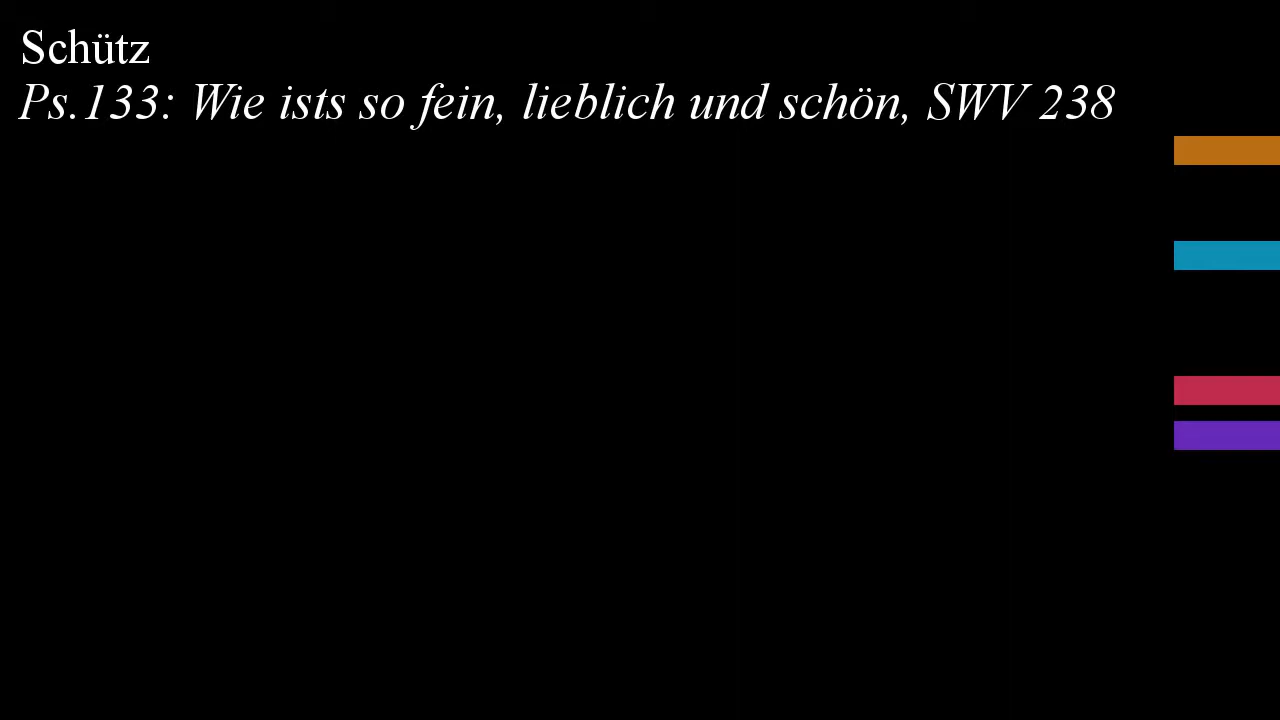 Schütz
Ps.133: Wie ists so fein, lieblich und schön, SWV 238